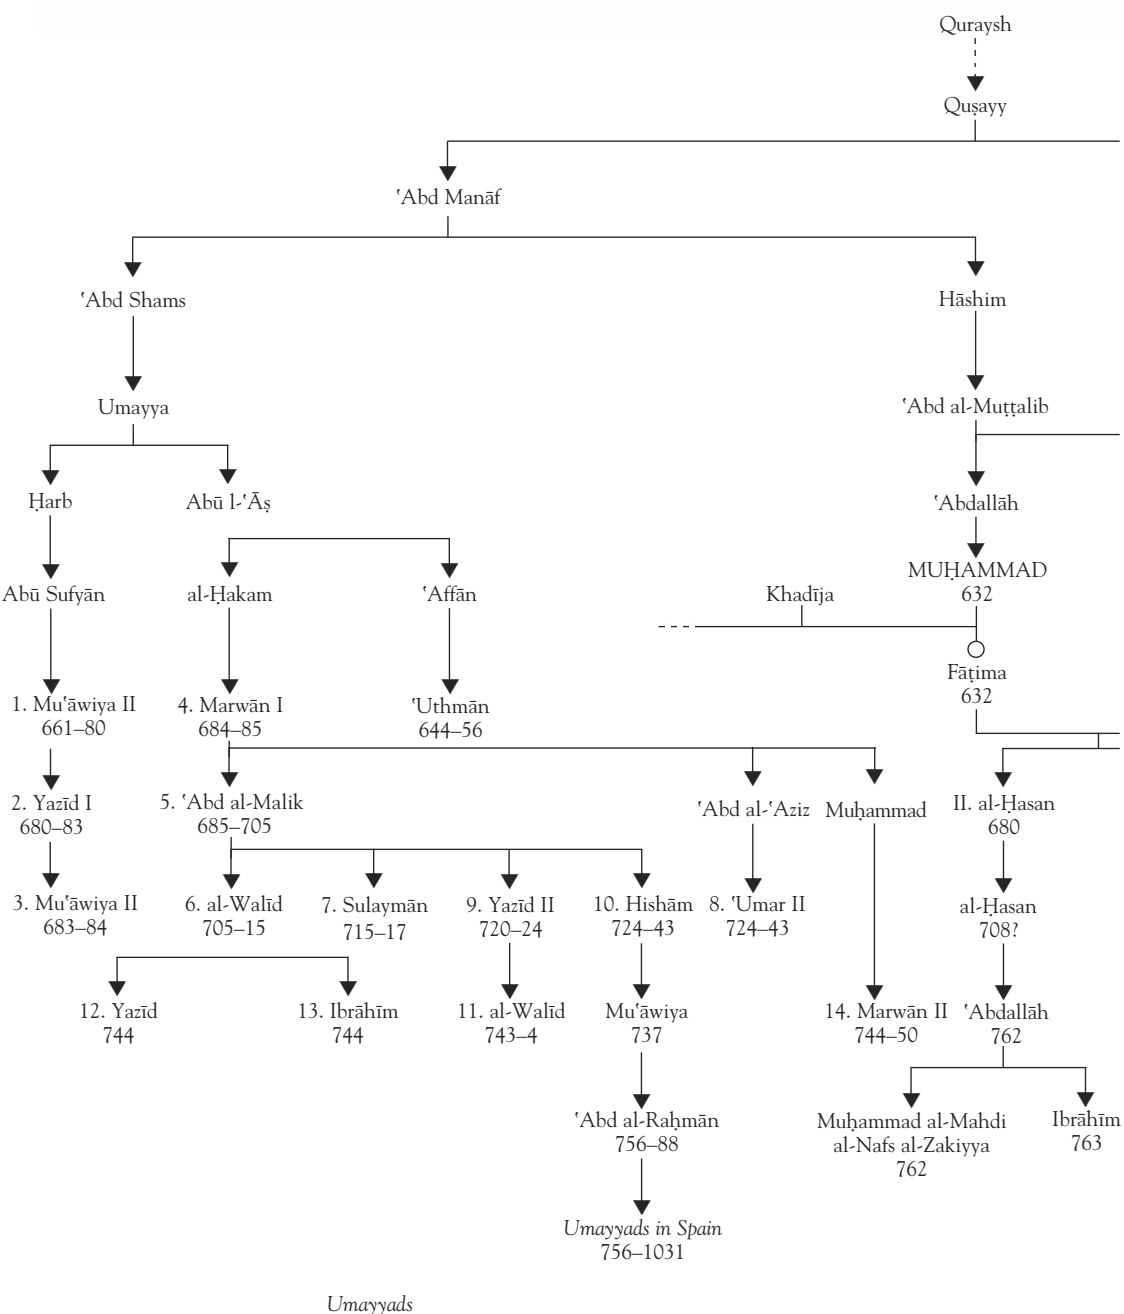 Quraysh
Quṣayy
ʿAbd Manāf
ʿAbd Shams
Hāshim
Umayya
ʿAbd al-Muṭṭalib
Ḥarb
Abū l-ʿĀṣ
ʿAbdallāh
Abū Sufyān
al-Ḥakam
ʿAffān
Khadīja
MUḤAMMAD
632
Fāṭima
632
1. Muʿāwiya II
661–80
4. Marwān I
684–85
ʿUthmān
644–56
2. Yazīd I
680–83
5. ʿAbd al-Malik
685–705
ʿAbd al-ʿAziz
Muḥammad
II. al-Ḥasan
680
3. Muʿāwiya II
683–84
6. al-Walīd
705–15
7. Sulaymān
715–17
9. Yazīd II
720–24
10. Hishām
724–43
8. ʿUmar II
724–43
al-Ḥasan
708?
12. Yazīd
744
13. Ibrāhīm
744
11. al-Walīd
743–4
Muʿāwiya
737
14. Marwān II
744–50
ʿAbdallāh
762
ʿAbd al-Raḥmān
756–88
Muḥammad al-Mahdi
al-Nafs al-Zakiyya
762
Ibrāhīm
763
Umayyads in Spain
756–1031
Umayyads